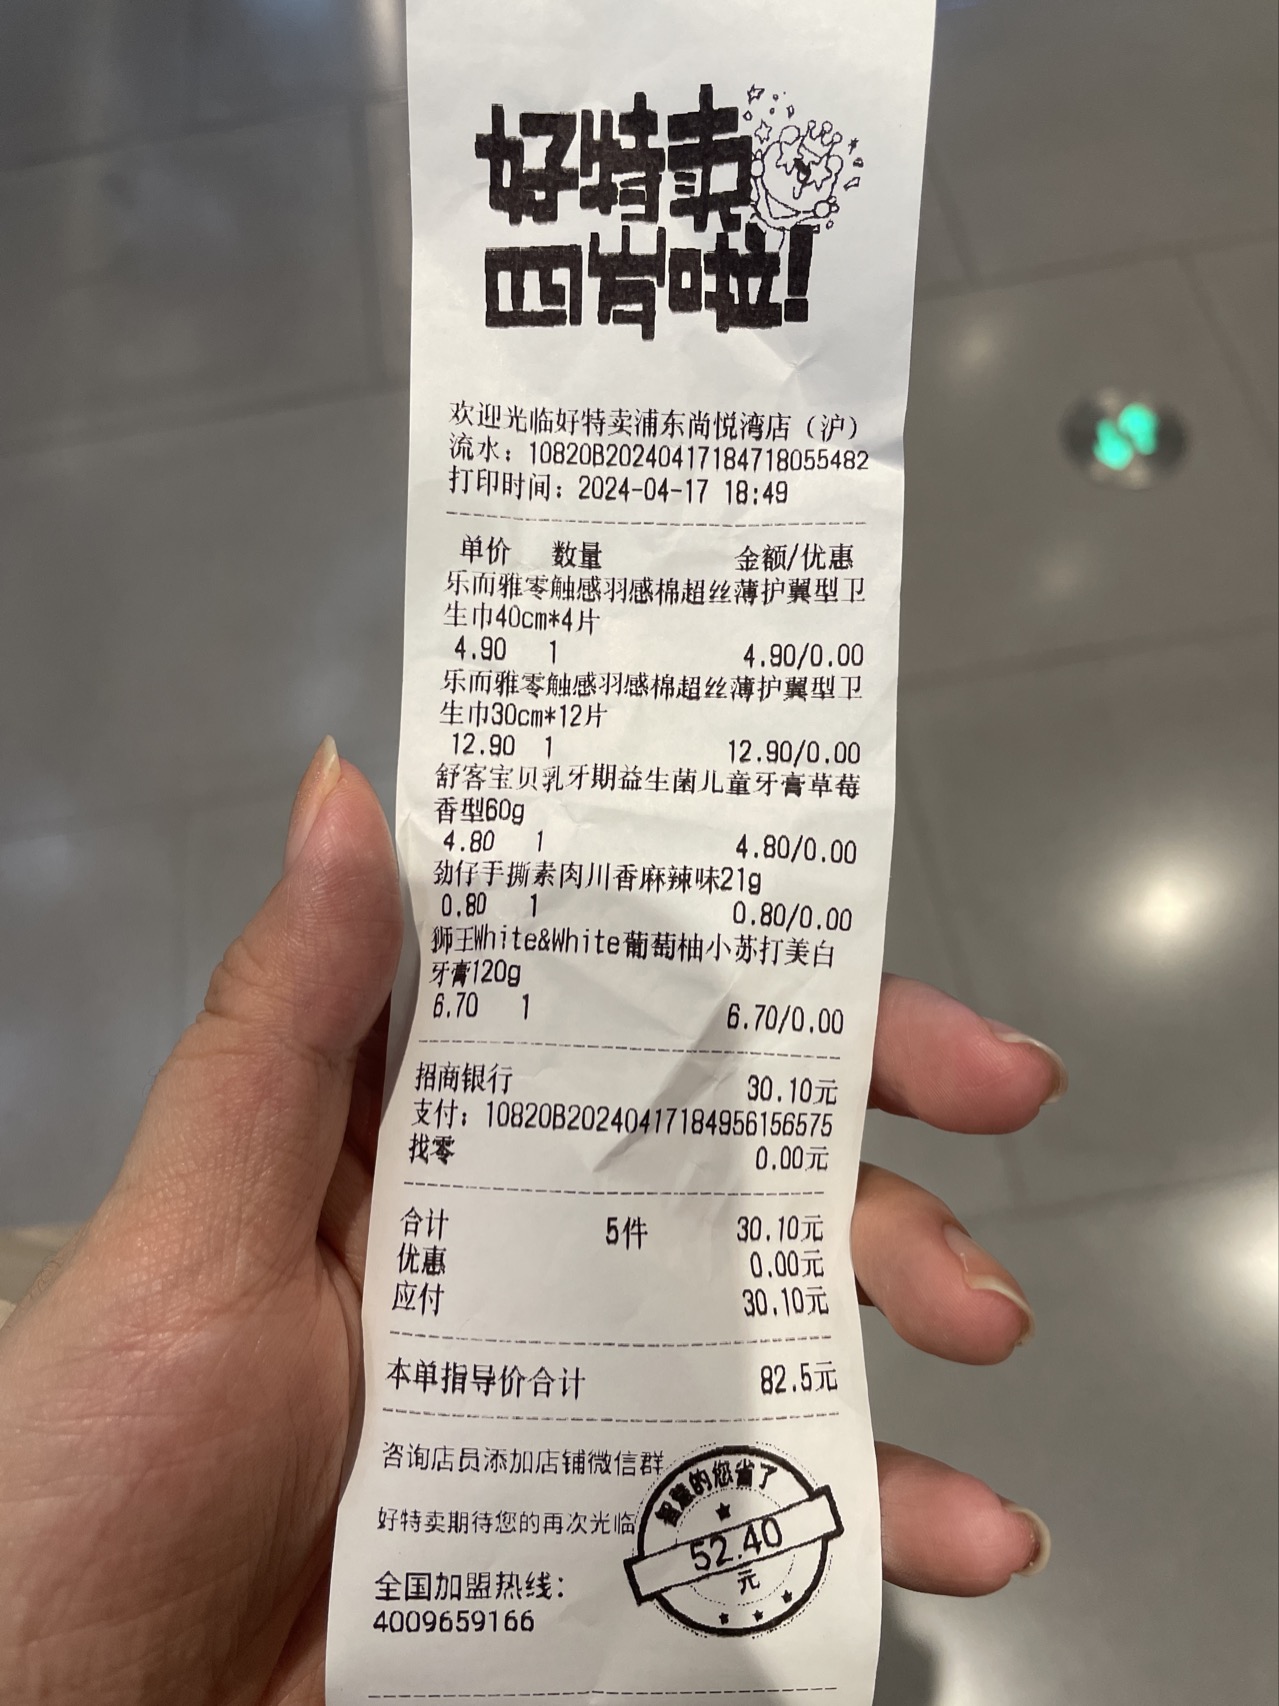 好特卖
四岁啦!
欢迎光临好特卖浦东尚悦湾店（沪）
流水：10820B20240417184718055482
打印时间：2024-04-17 18:49
单价 数量 金额/优惠
乐而雅零触感羽感棉超丝薄护翼型卫
生巾40cm*4片
4.90 1 4.90/0.00
乐而雅零触感羽感棉超丝薄护翼型卫
生巾30cm*12片
12.90 1 12.90/0.00
舒客宝贝乳牙期益生菌儿童牙膏草莓
香型60g
4.80 1 4.80/0.00
劲仔手撕素肉川香麻辣味21g
0.80 1 0.80/0.00
狮王White&White葡萄柚小苏打美白
牙膏120g
6.70 1 6.70/0.00
招商银行 30.10元
支付：10820B20240417184956156575
找零 0.00元
合计 5件 30.10元
优惠 0.00元
应付 30.10元
本单指导价合计 82.5元
咨询店员添加店铺微信群
好特卖期待您的再次光临
智慧的您省了
52.40
元
全国加盟热线：
4009659166